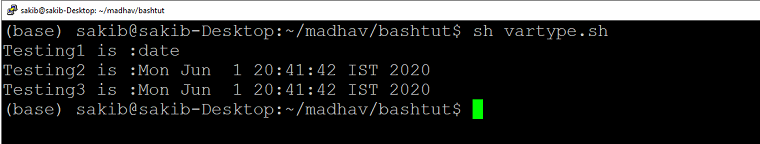 sakib@sakib-Desktop: ~/madhav/bashtut
(base) sakib@sakib-Desktop:~/madhav/bashtut$ sh vartype.sh
Testing1 is :date
Testing2 is :Mon Jun  1 20:41:42 IST 2020
Testing3 is :Mon Jun  1 20:41:42 IST 2020
(base) sakib@sakib-Desktop:~/madhav/bashtut$